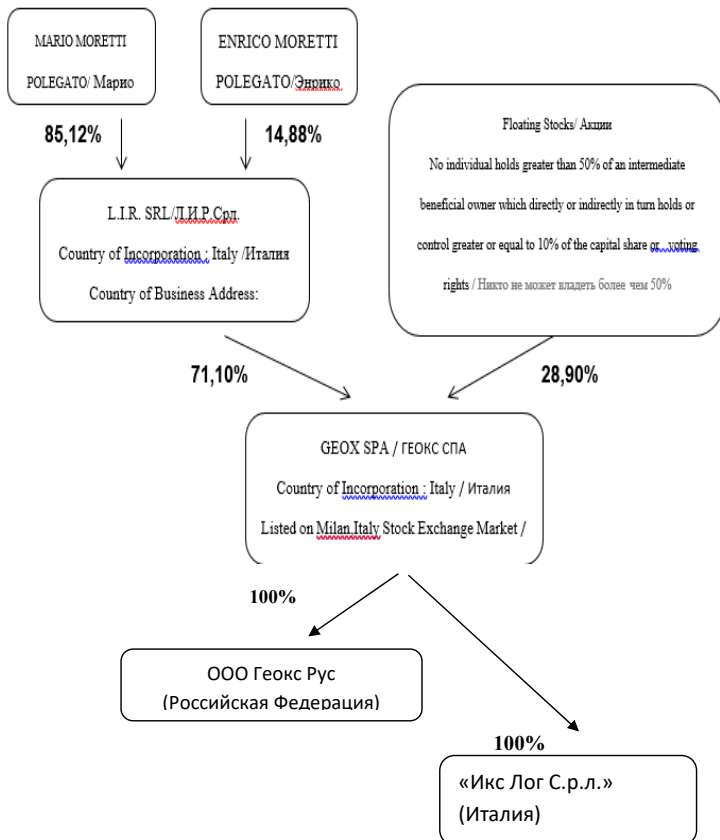 MARIO MORETTI
POLEGATO/ Марио
ENRICO MORETTI
POLEGATO/Энрико
85,12%
14,88%
L.I.R. SRL/Л.И.Р.Срл.
Country of Incorporation : Italy /Италия
Country of Business Address:
Floating Stocks/ Акции
No individual holds greater than 50% of an intermediate
beneficial owner which directly or indirectly in turn holds or
control greater or equal to 10% of the capital share or voting
rights / Никто не может владеть более чем 50%
71,10%
28,90%
GEOX SPA / ГЕОКС СПА
Country of Incorporation : Italy / Италия
Listed on Milan,Italy Stock Exchange Market /
100%
ООО Геокс Рус
(Российская Федерация)
100%
«Икс Лог С.р.л.»
(Италия)